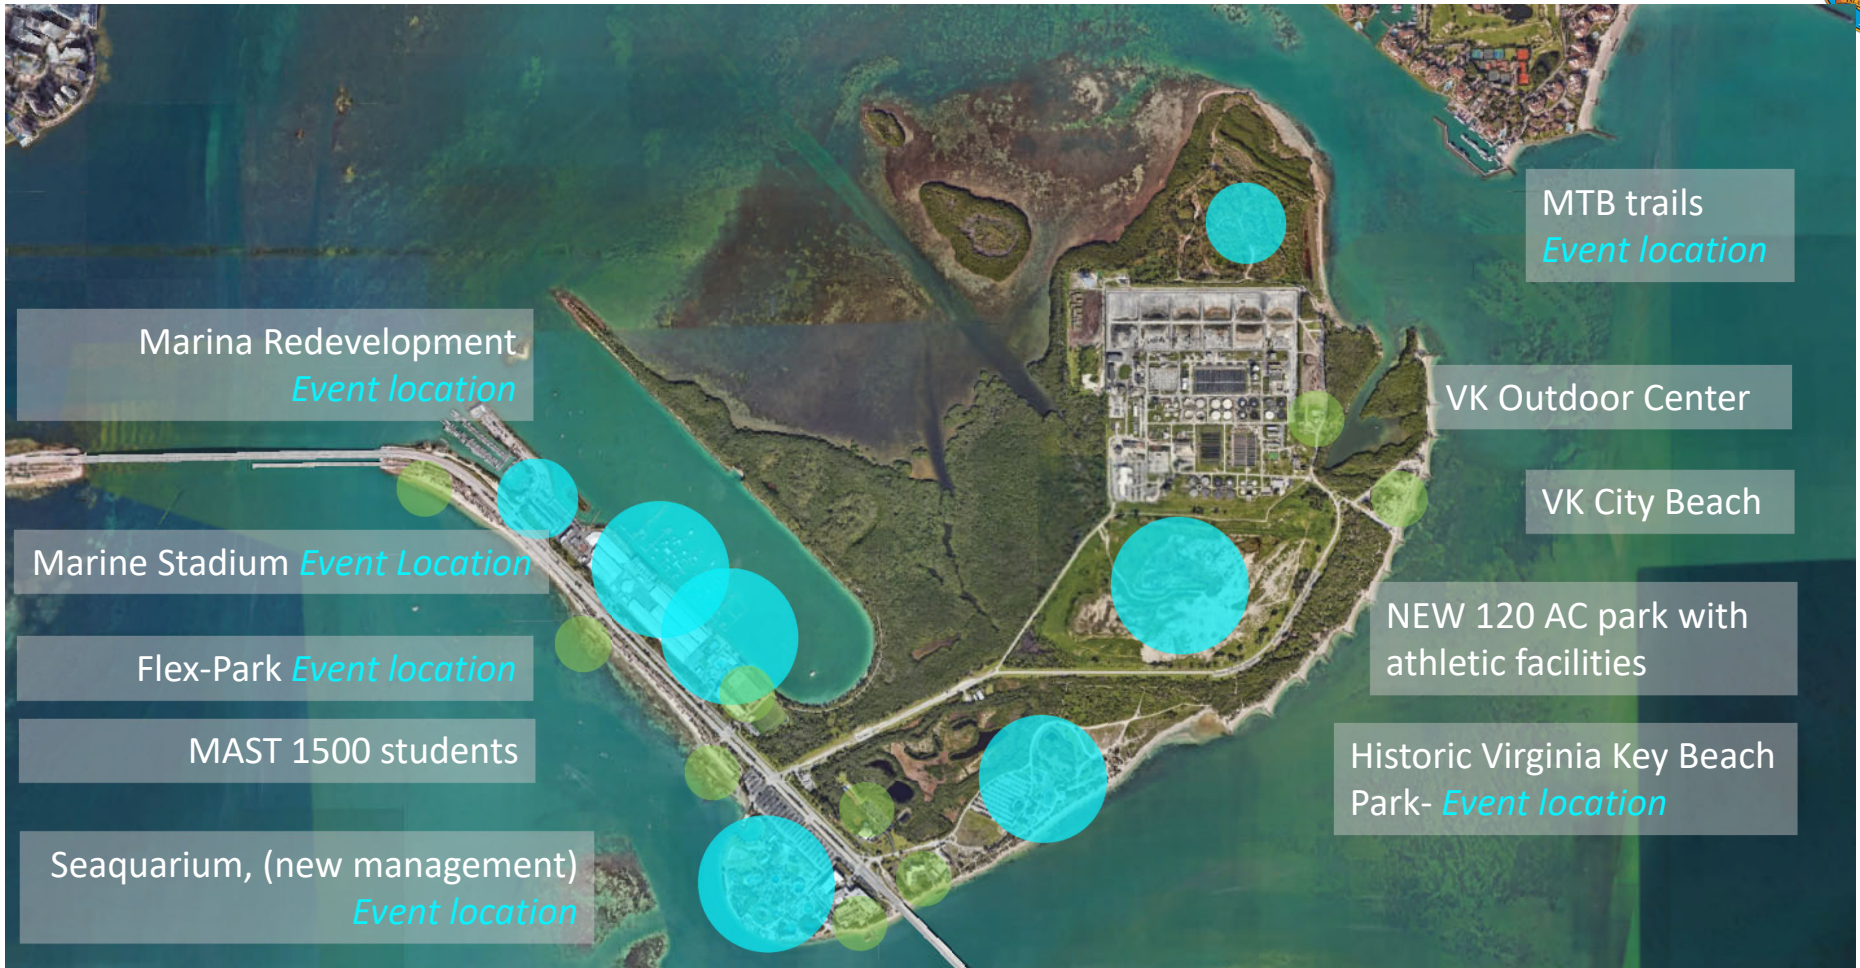 MTB trails
Event location
Marina Redevelopment
Event location
VK Outdoor Center
VK City Beach
Marine Stadium Event Location
NEW 120 AC park with
athletic facilities
Flex-Park Event location
MAST 1500 students
Historic Virginia Key Beach
Park- Event location
Seaquarium, (new management)
Event location